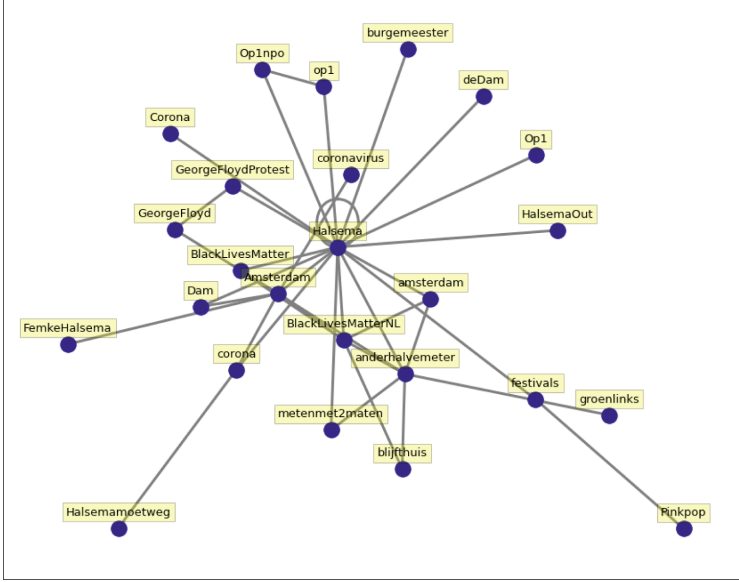 burgemeester
Op1npo
op1
deDam
Corona
Op1
coronavirus
GeorgeFloydProtest
GeorgeFloyd
HalsemaOut
Halsema
BlackLivesMatter
Amsterdam
amsterdam
Dam
BlackLivesMatterNL
FemkeHalsema
corona
anderhalvemeter
festivals
groenlinks
metenmet2maten
blijfthuis
Halsemamoetweg
Pinkpop